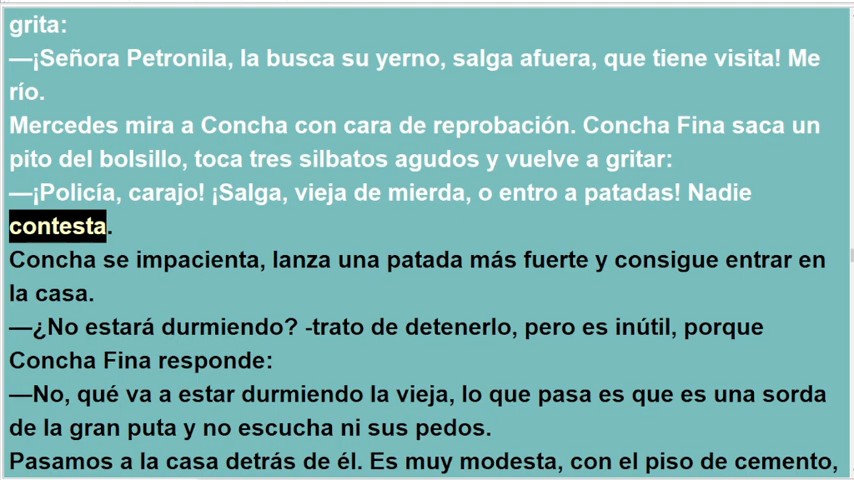 grita:
—¡Señora Petronila, la busca su yerno, salga afuera, que tiene visita! Me
río.
Mercedes mira a Concha con cara de reprobación. Concha Fina saca un
pito del bolsillo, toca tres silbatos agudos y vuelve a gritar:
—¡Policía, carajo! ¡Salga, vieja de mierda, o entro a patadas! Nadie
contesta.
Concha se impacienta, lanza una patada más fuerte y consigue entrar en
la casa.
—¿No estará durmiendo? -trato de detenerlo, pero es inútil, porque
Concha Fina responde:
—No, qué va a estar durmiendo la vieja, lo que pasa es que es una sorda
de la gran puta y no escucha ni sus pedos.
Pasamos a la casa detrás de él. Es muy modesta, con el piso de cemento,